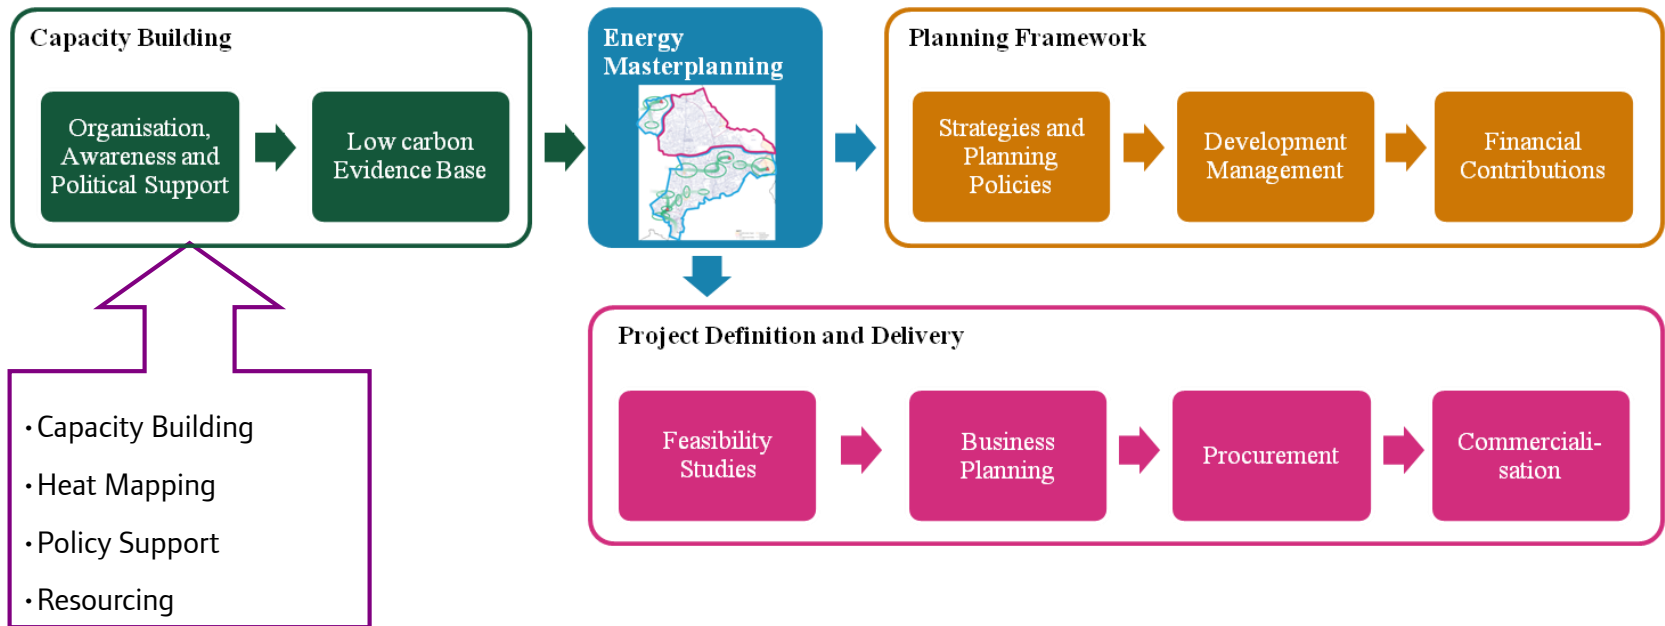 Capacity Building
Organisation,
Awareness and
Political Support
Low carbon
Evidence Base
Energy
Masterplanning
Planning Framework
Strategies and
Planning
Policies
Development
Management
Financial
Contributions
Project Definition and Delivery
Feasibility
Studies
Business
Planning
Procurement
Commerciali-
sation
• Capacity Building
• Heat Mapping
• Policy Support
• Resourcing